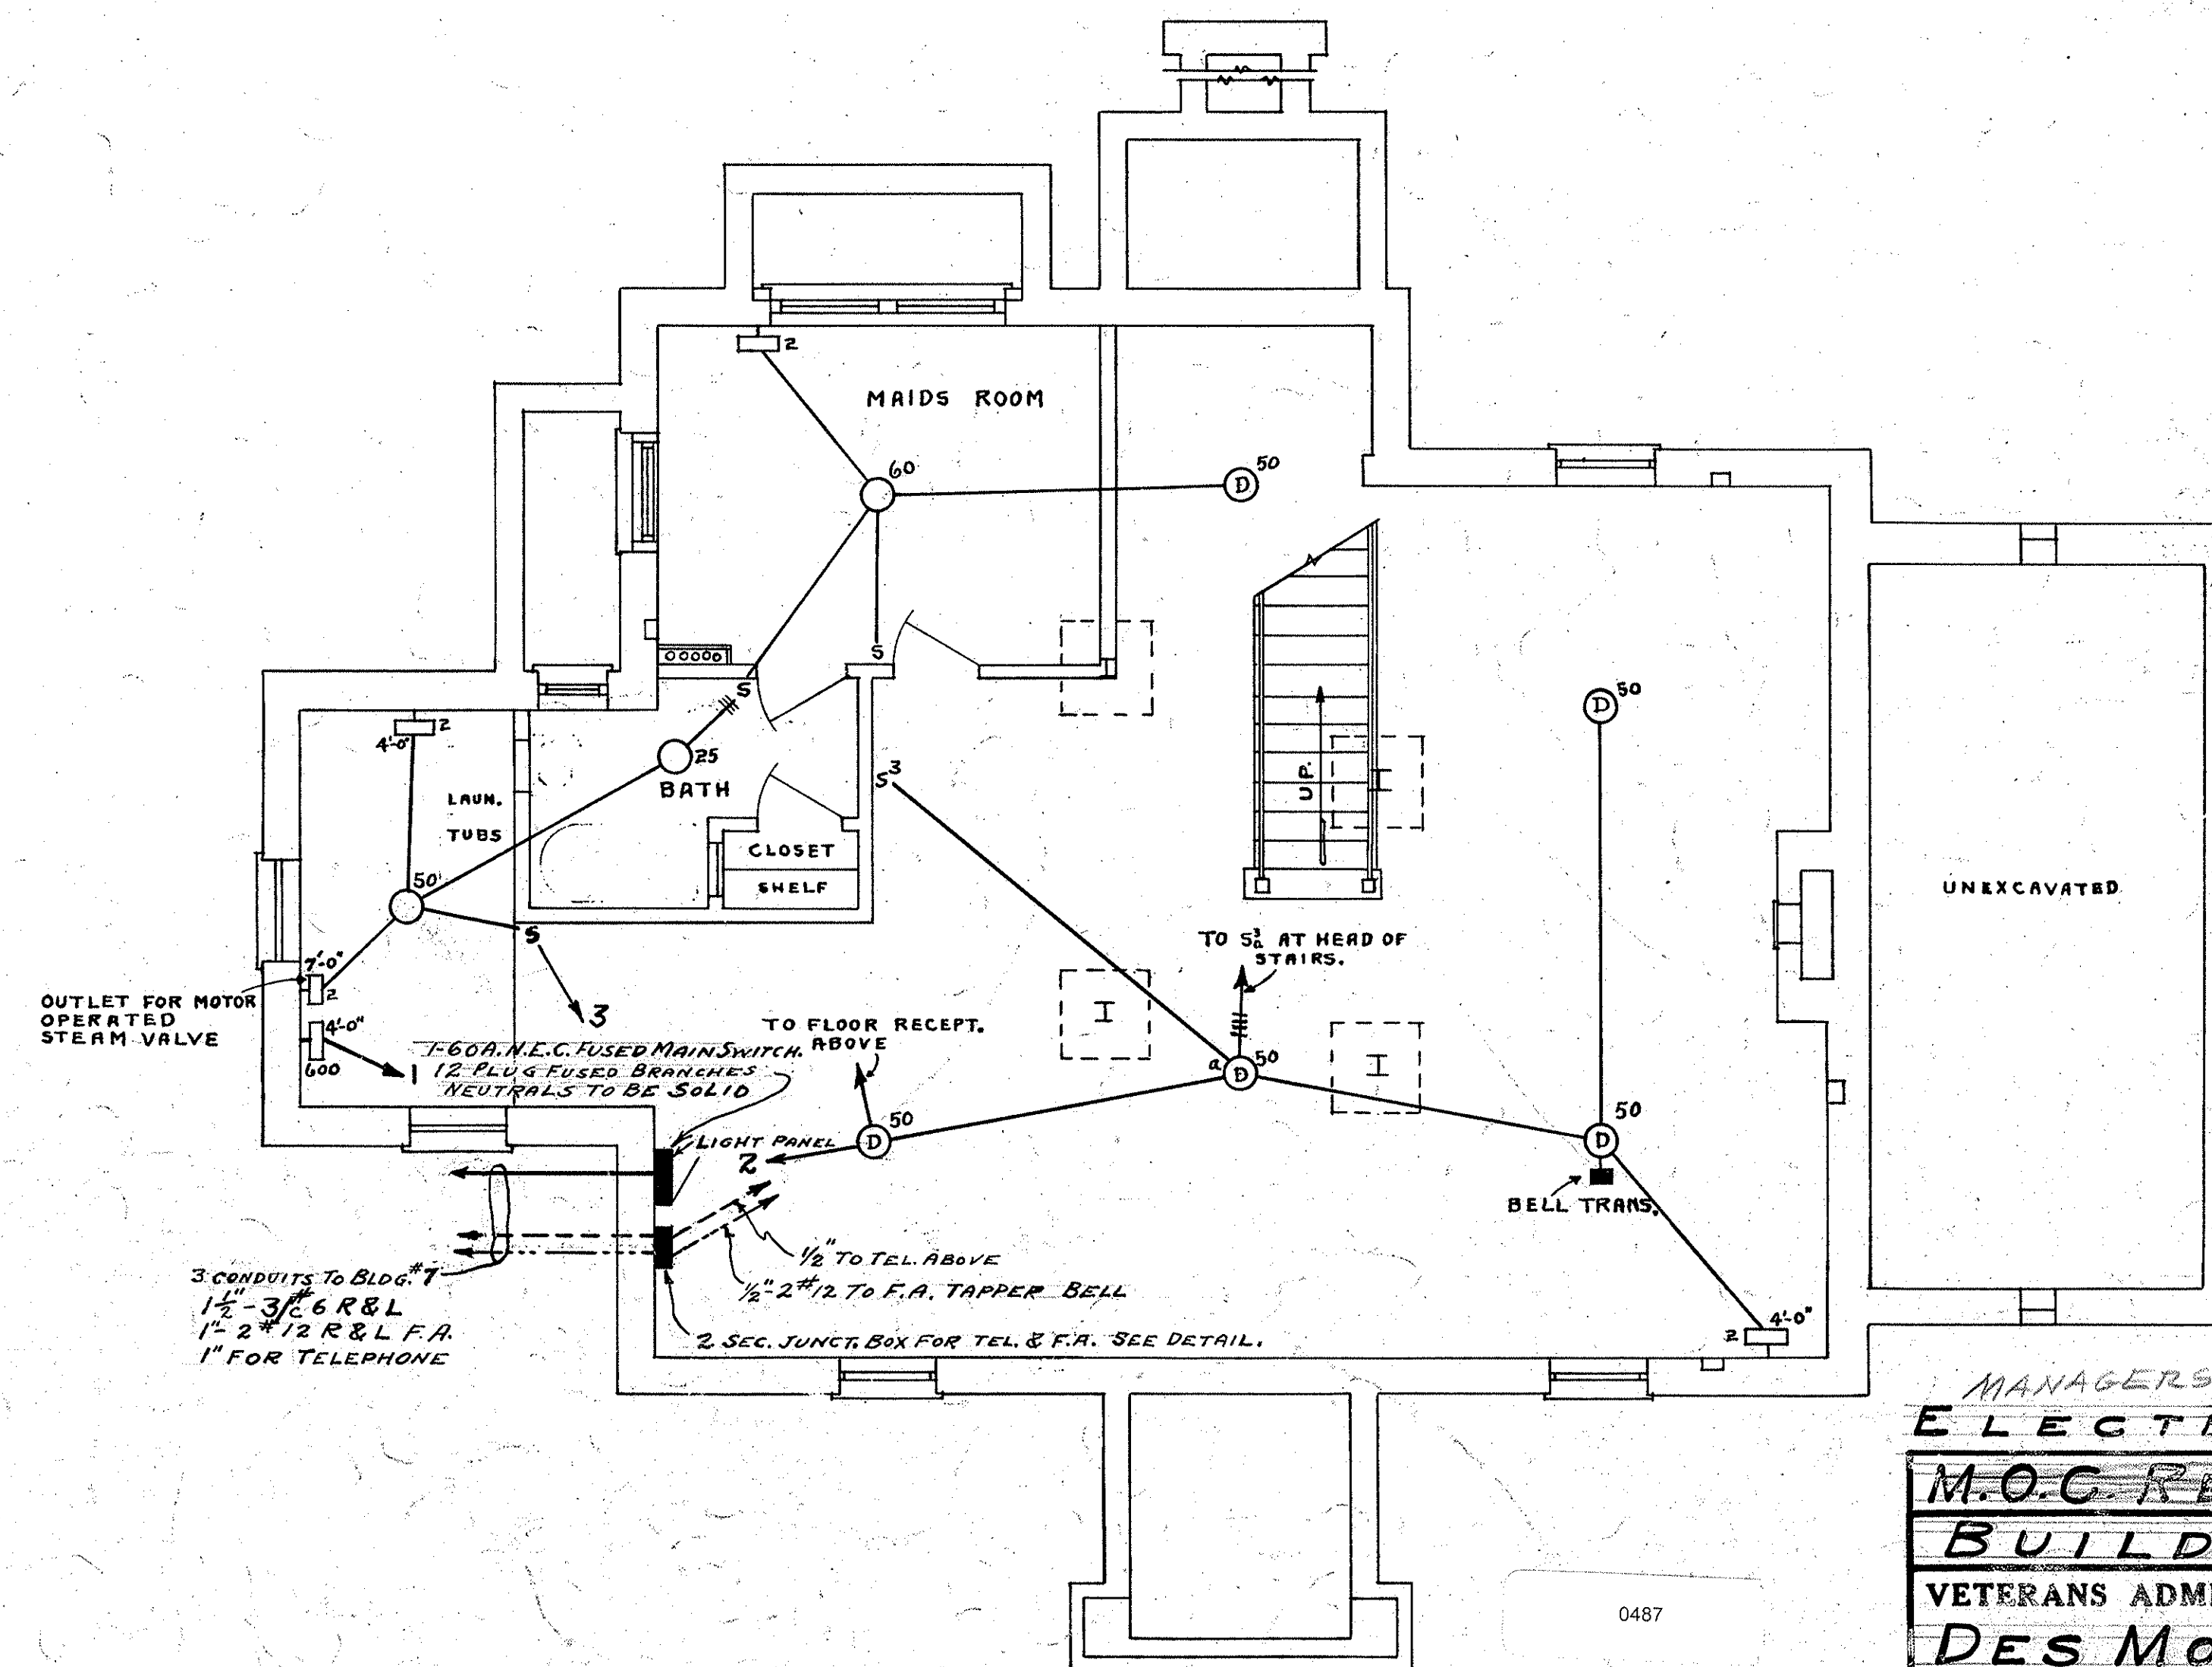 2
MAIDS ROOM
60
D
50
S
S
2
4'-0"
25
BATH
LAUN.
TUBS
S3
UP.
I
D
50
CLOSET
SHELF
50
S
UNEXCAVATED
TO S3a AT HEAD OF
STAIRS.
7'-0"
2
OUTLET FOR MOTOR
OPERATED
STEAM VALVE
4'-0"
600
3
1
TO FLOOR RECEPT.
ABOVE
1-60A. N.E.C. FUSED MAIN SWITCH.
12 PLUG FUSED BRANCHES
NEUTRALS TO BE SOLID
I
I
a
D
50
D
50
D
50
LIGHT PANEL
2
BELL TRANS.
1/2" TO TEL. ABOVE
1/2"-2#12 TO F.A. TAPPER BELL
3 CONDUITS TO BLDG. #7
1 1/2" - 3/c #6 R & L
1"- 2 #12 R & L F.A.
1" FOR TELEPHONE
2 SEC. JUNCT. BOX FOR TEL. & F.A. SEE DETAIL.
2
4'-0"
MANAGERS
ELECT
M.O.C. RE
BUILD
VETERANS ADM
DES MO
0487